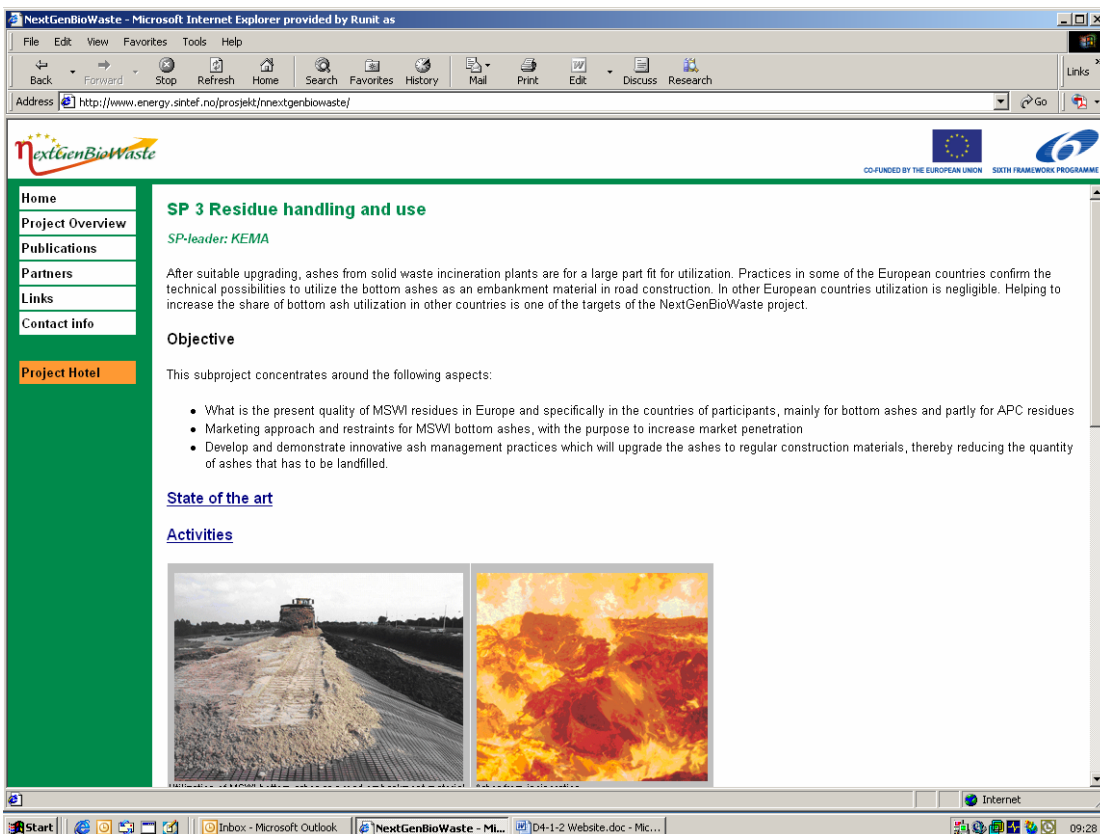 NextGenBioWaste - Microsoft Internet Explorer provided by Runit as
File Edit View Favorites Tools Help
Back Forward Stop Refresh Home Search Favorites History Mail Print Edit Discuss Research Links
Address http://www.energy.sintef.no/prosjekt/nnextgenbiowaste/ Go
nextGenBioWaste
CO-FUNDED BY THE EUROPEAN UNION SIXTH FRAMEWORK PROGRAMME
Home
Project Overview
Publications
Partners
Links
Contact info
Project Hotel
SP 3 Residue handling and use
SP-leader: KEMA
After suitable upgrading, ashes from solid waste incineration plants are for a large part fit for utilization. Practices in some of the European countries confirm the
technical possibilities to utilize the bottom ashes as an embankment material in road construction. In other European countries utilization is negligible. Helping to
increase the share of bottom ash utilization in other countries is one of the targets of the NextGenBioWaste project.
Objective
This subproject concentrates around the following aspects:
• What is the present quality of MSWI residues in Europe and specifically in the countries of participants, mainly for bottom ashes and partly for APC residues
• Marketing approach and restraints for MSWI bottom ashes, with the purpose to increase market penetration
• Develop and demonstrate innovative ash management practices which will upgrade the ashes to regular construction materials, thereby reducing the quantity
of ashes that has to be landfilled.
State of the art
Activities
Internet
Start Inbox - Microsoft Outlook NextGenBioWaste - Mi... D4-1-2 Website.doc - Mic... 09:28